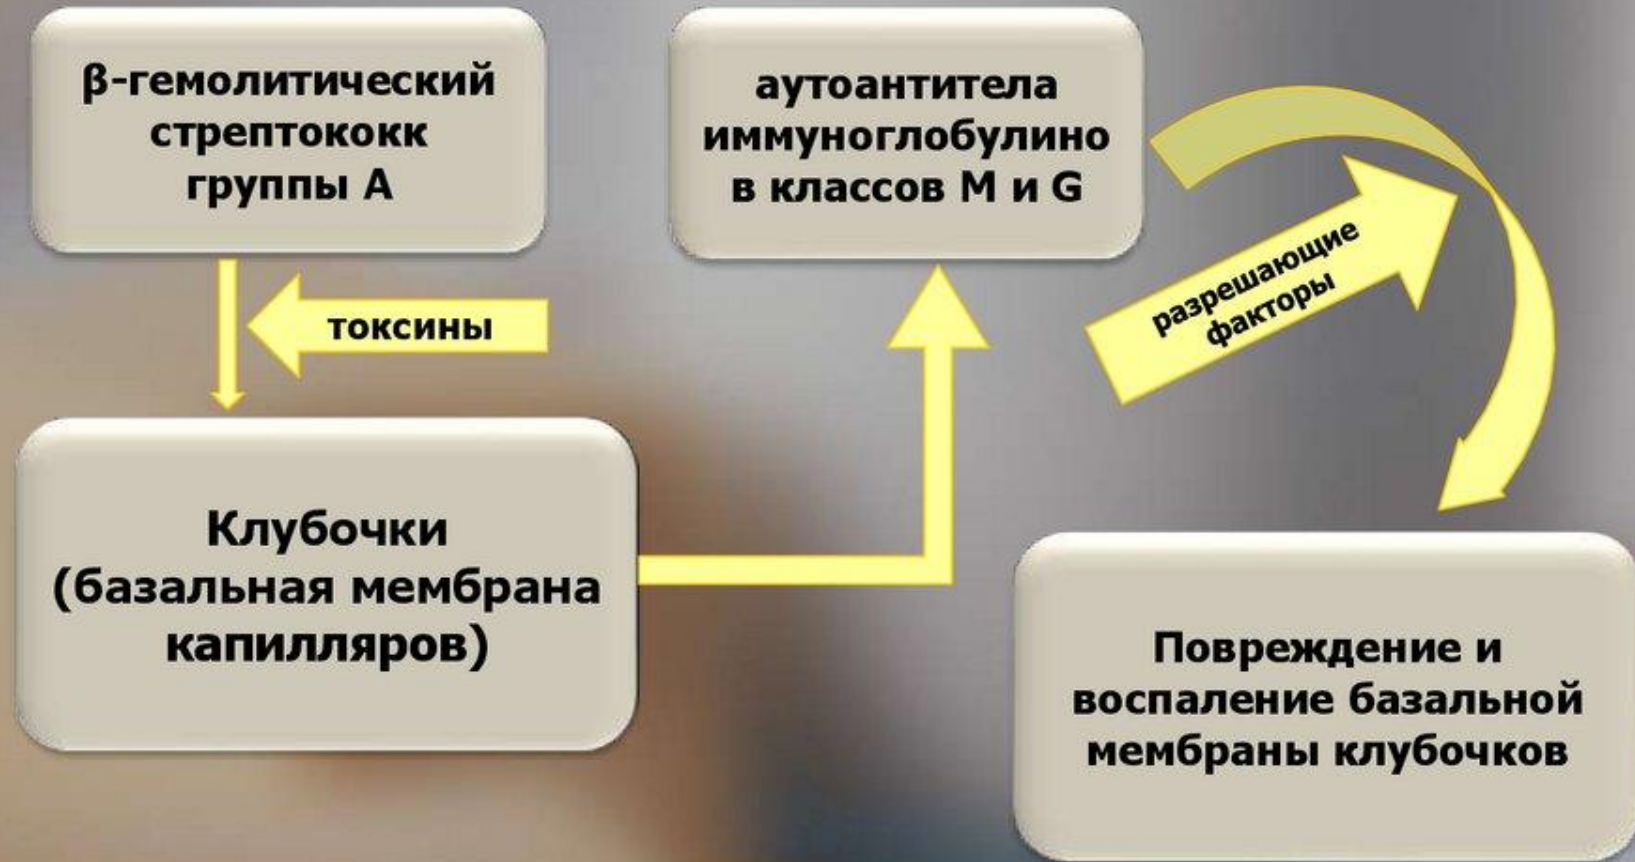 β-гемолитический
стрептококк
группы А
аутоантитела
иммуноглобулино
в классов М и G
разрешающие
факторы
токсины
Клубочки
(базальная мембрана
капилляров)
Повреждение и
воспаление базальной
мембраны клубочков